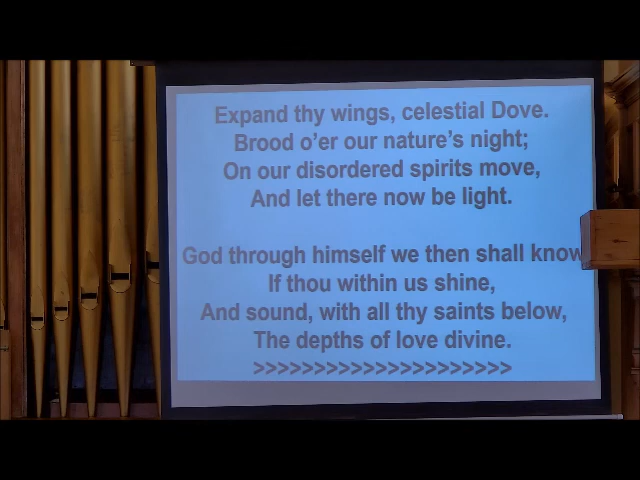 Expand thy wings, celestial Dove.
Brood o’er our nature’s night;
On our disordered spirits move,
And let there now be light.
God through himself we then shall know
If thou within us shine,
And sound, with all thy saints below,
The depths of love divine.
>>>>>>>>>>>>>>>>>>>>>